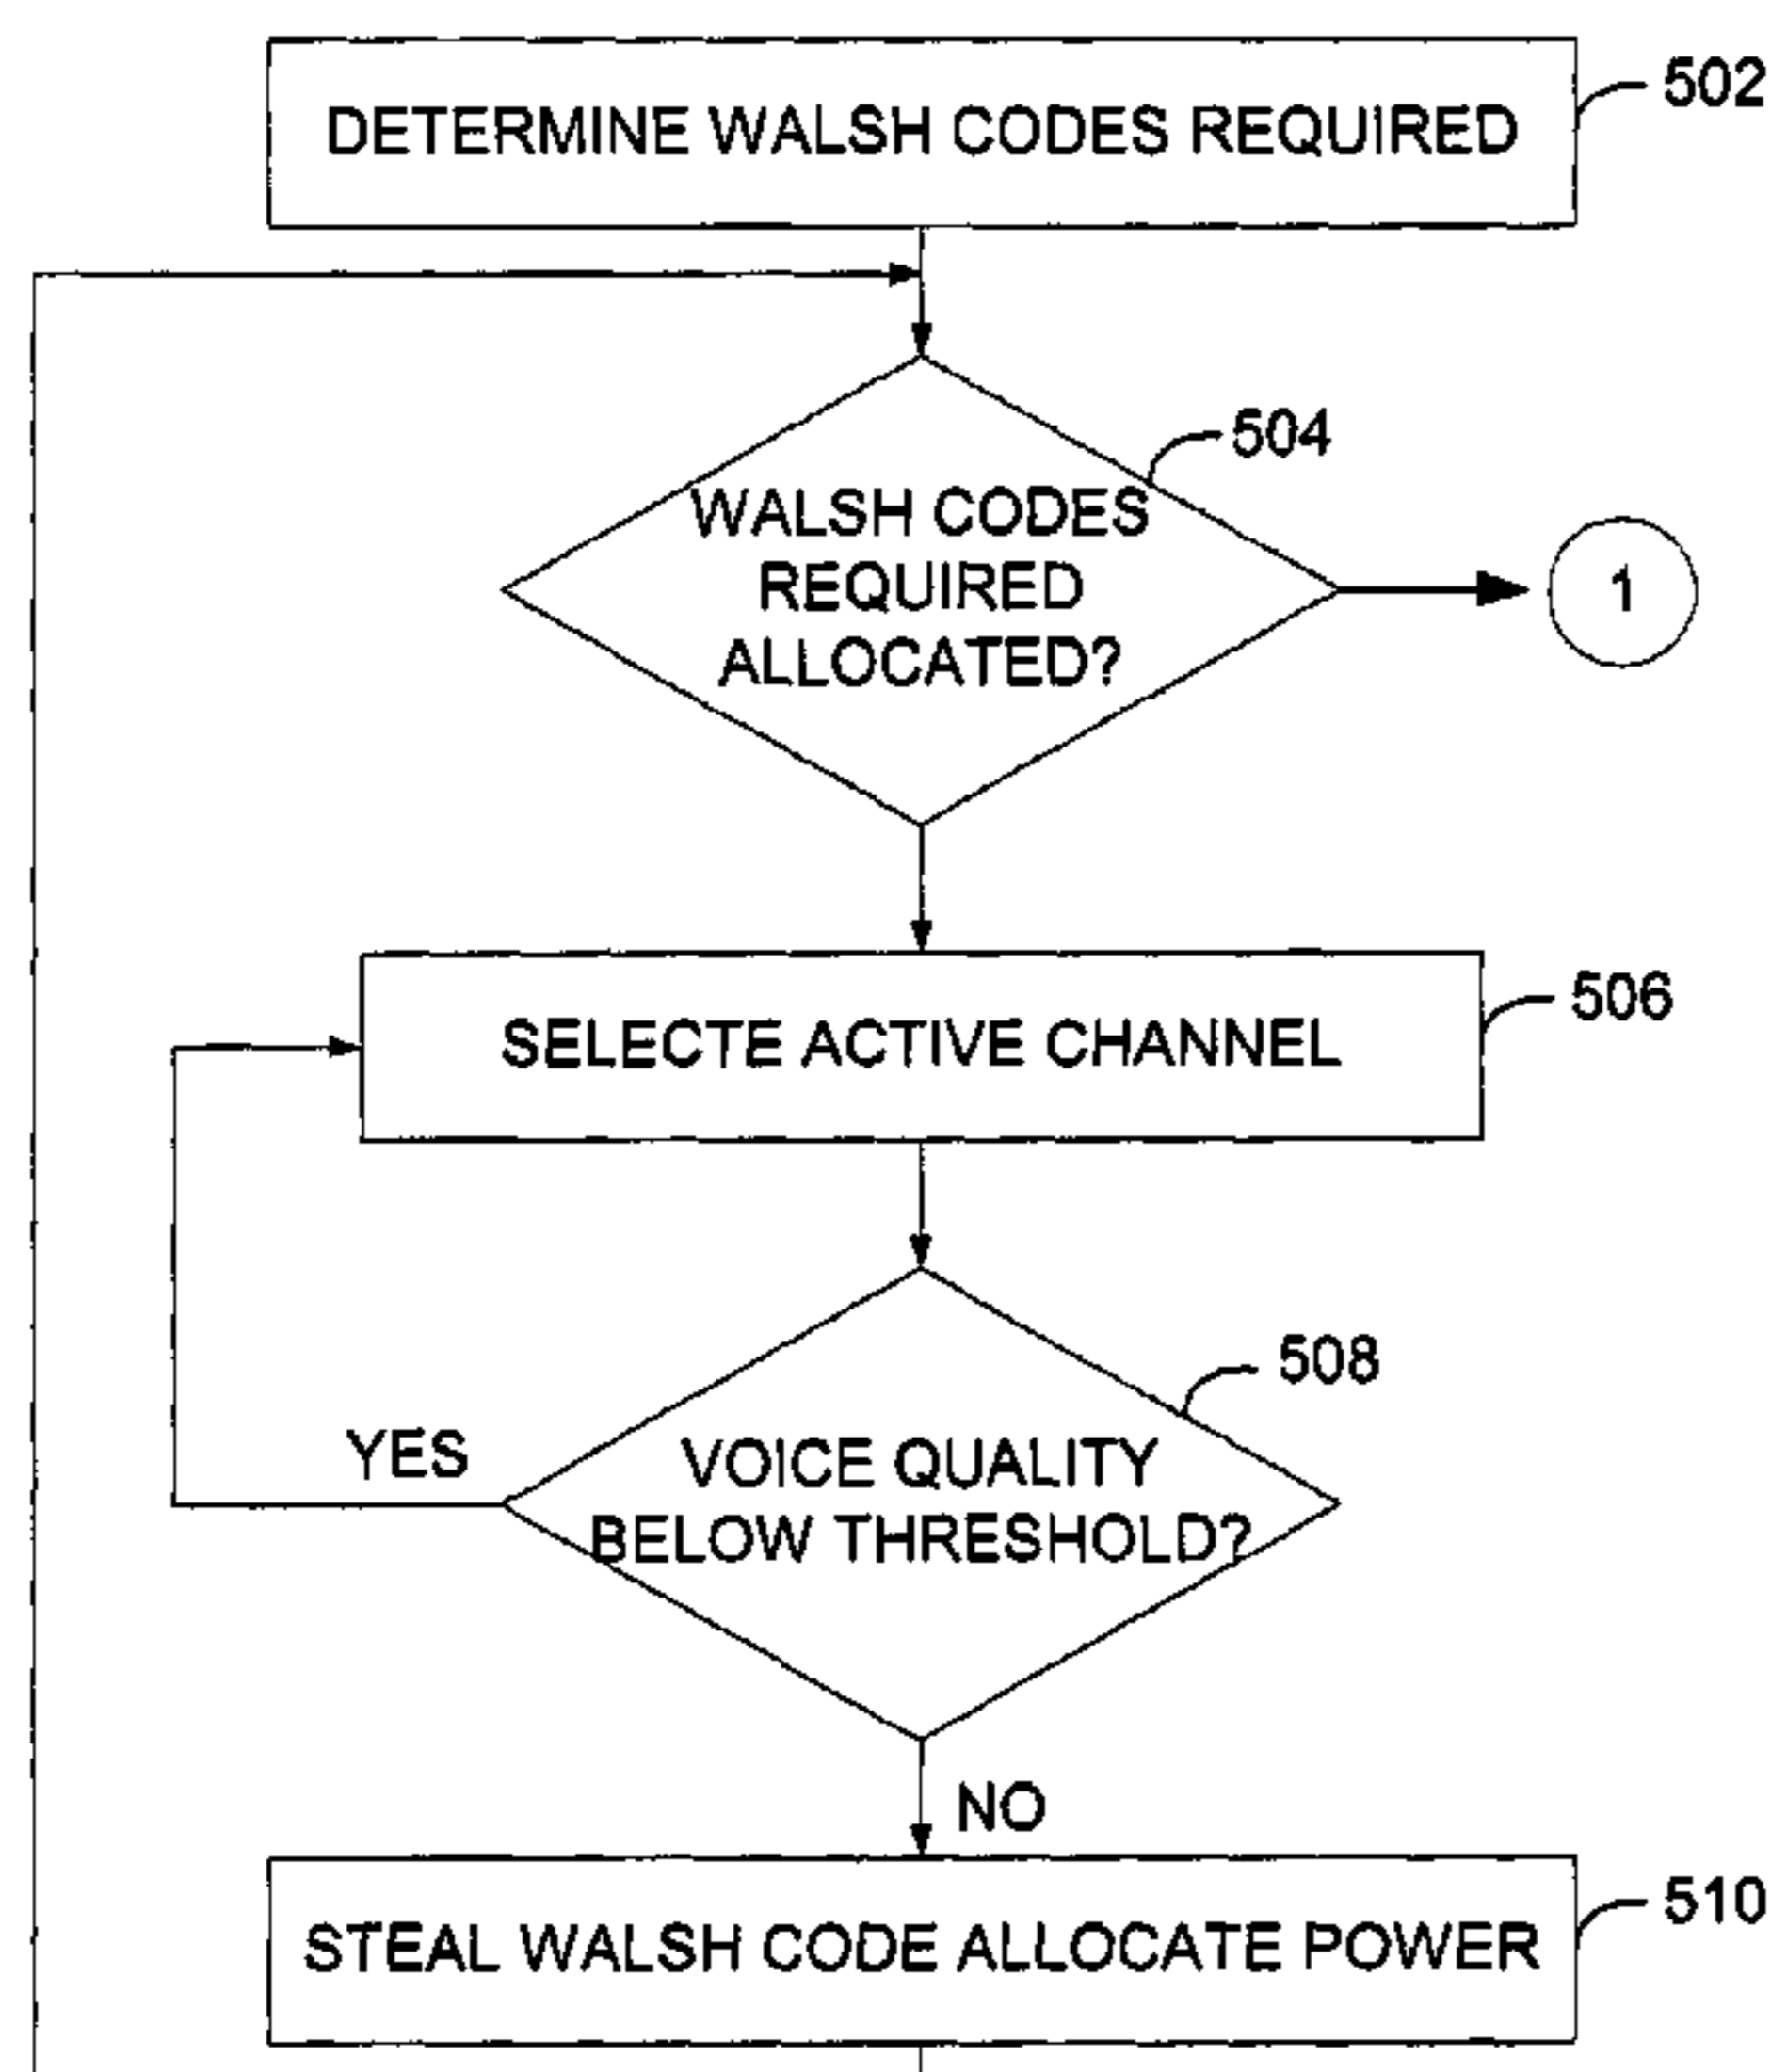 DETERMINE WALSH CODES REQUIRED
502
504
WALSH CODES
REQUIRED
ALLOCATED?
1
SELECTE ACTIVE CHANNEL
506
508
YES
VOICE QUALITY
BELOW THRESHOLD?
NO
STEAL WALSH CODE ALLOCATE POWER
510